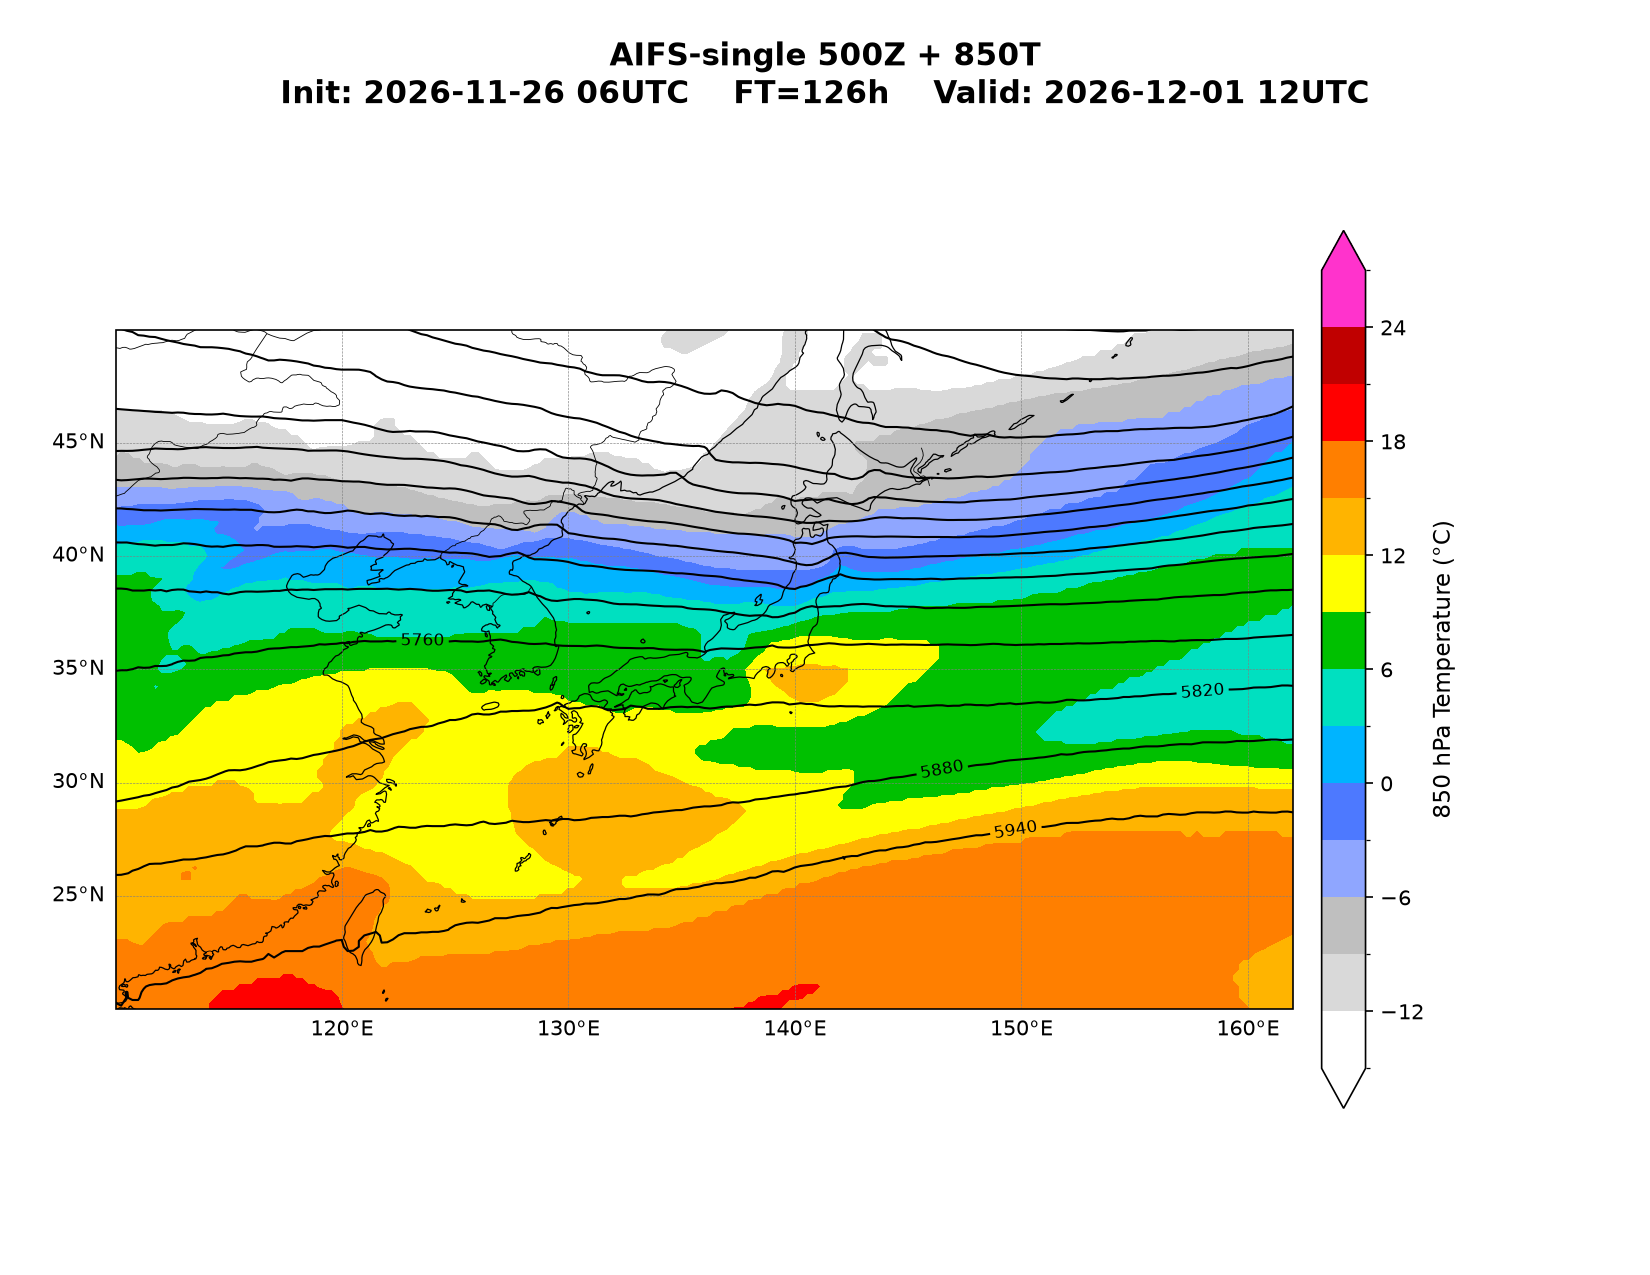 AIFS-single 500Z + 850T
Init: 2026-11-26 06UTC    FT=126h    Valid: 2026-12-01 12UTC
45°N
40°N
35°N
30°N
25°N
120°E
130°E
140°E
150°E
160°E
5760
5820
5880
5940
24
18
12
6
0
−6
−12
850 hPa Temperature (°C)